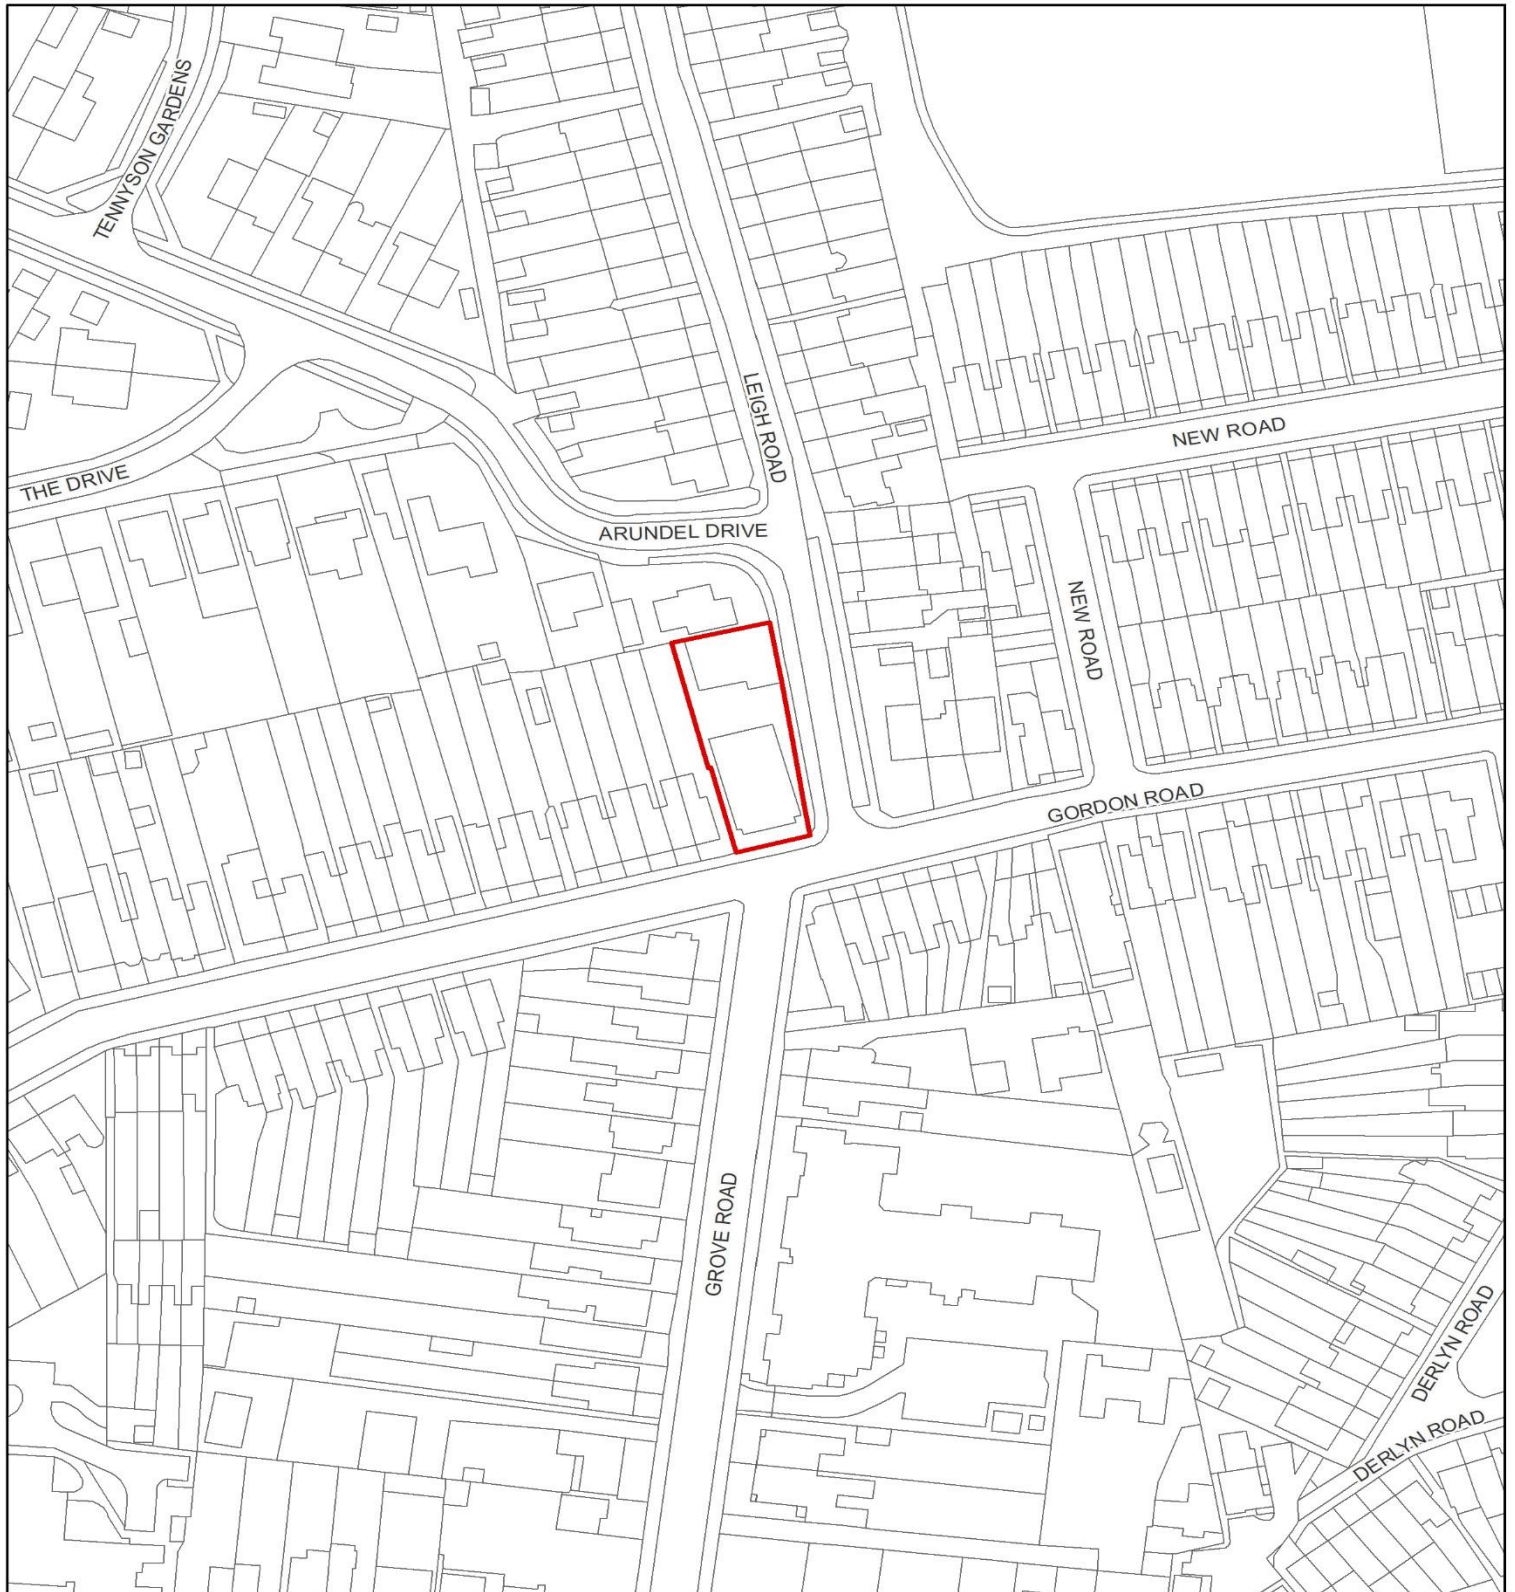 TENNYSON GARDENS
LEIGH ROAD
NEW ROAD
THE DRIVE
ARUNDEL DRIVE
NEW ROAD
GORDON ROAD
GROVE ROAD
DERLYN ROAD
DERLYN ROAD